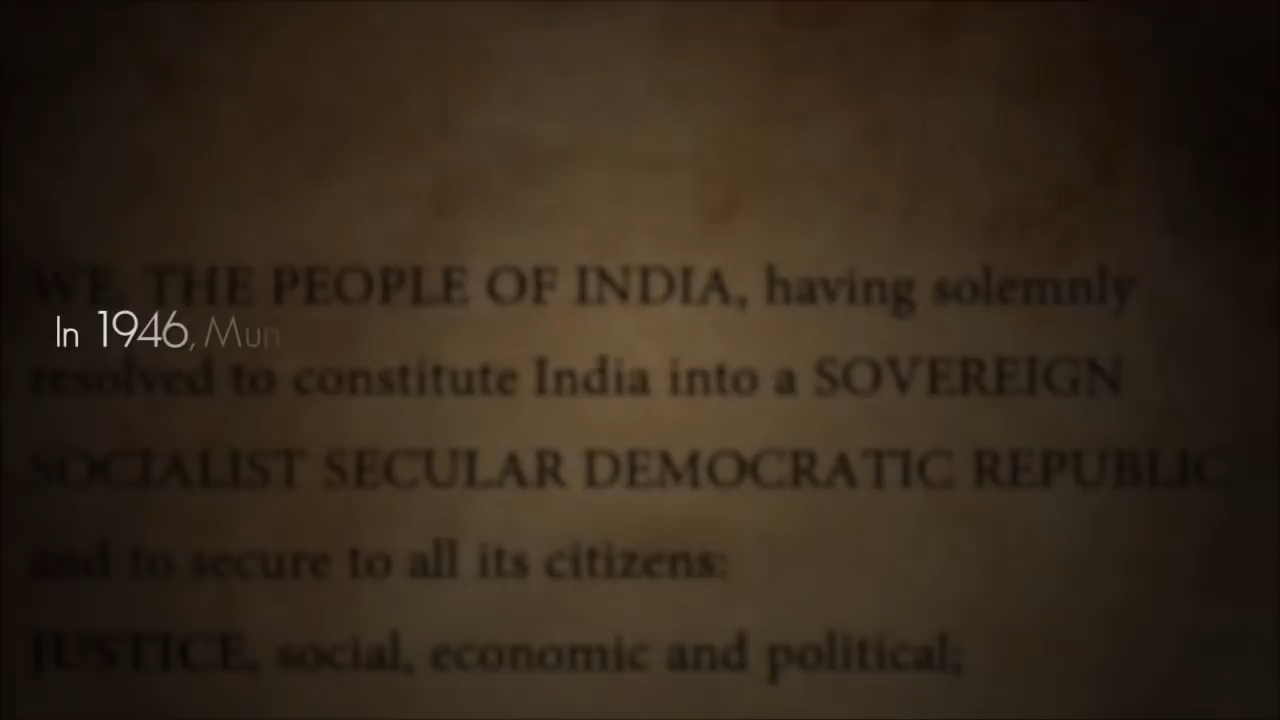 WE, THE PEOPLE OF INDIA, having solemnly
In 1946, Mun
resolved to constitute India into a SOVEREIGN
SOCIALIST SECULAR DEMOCRATIC REPUBLIC
and to secure to all its citizens:
JUSTICE, social, economic and political;